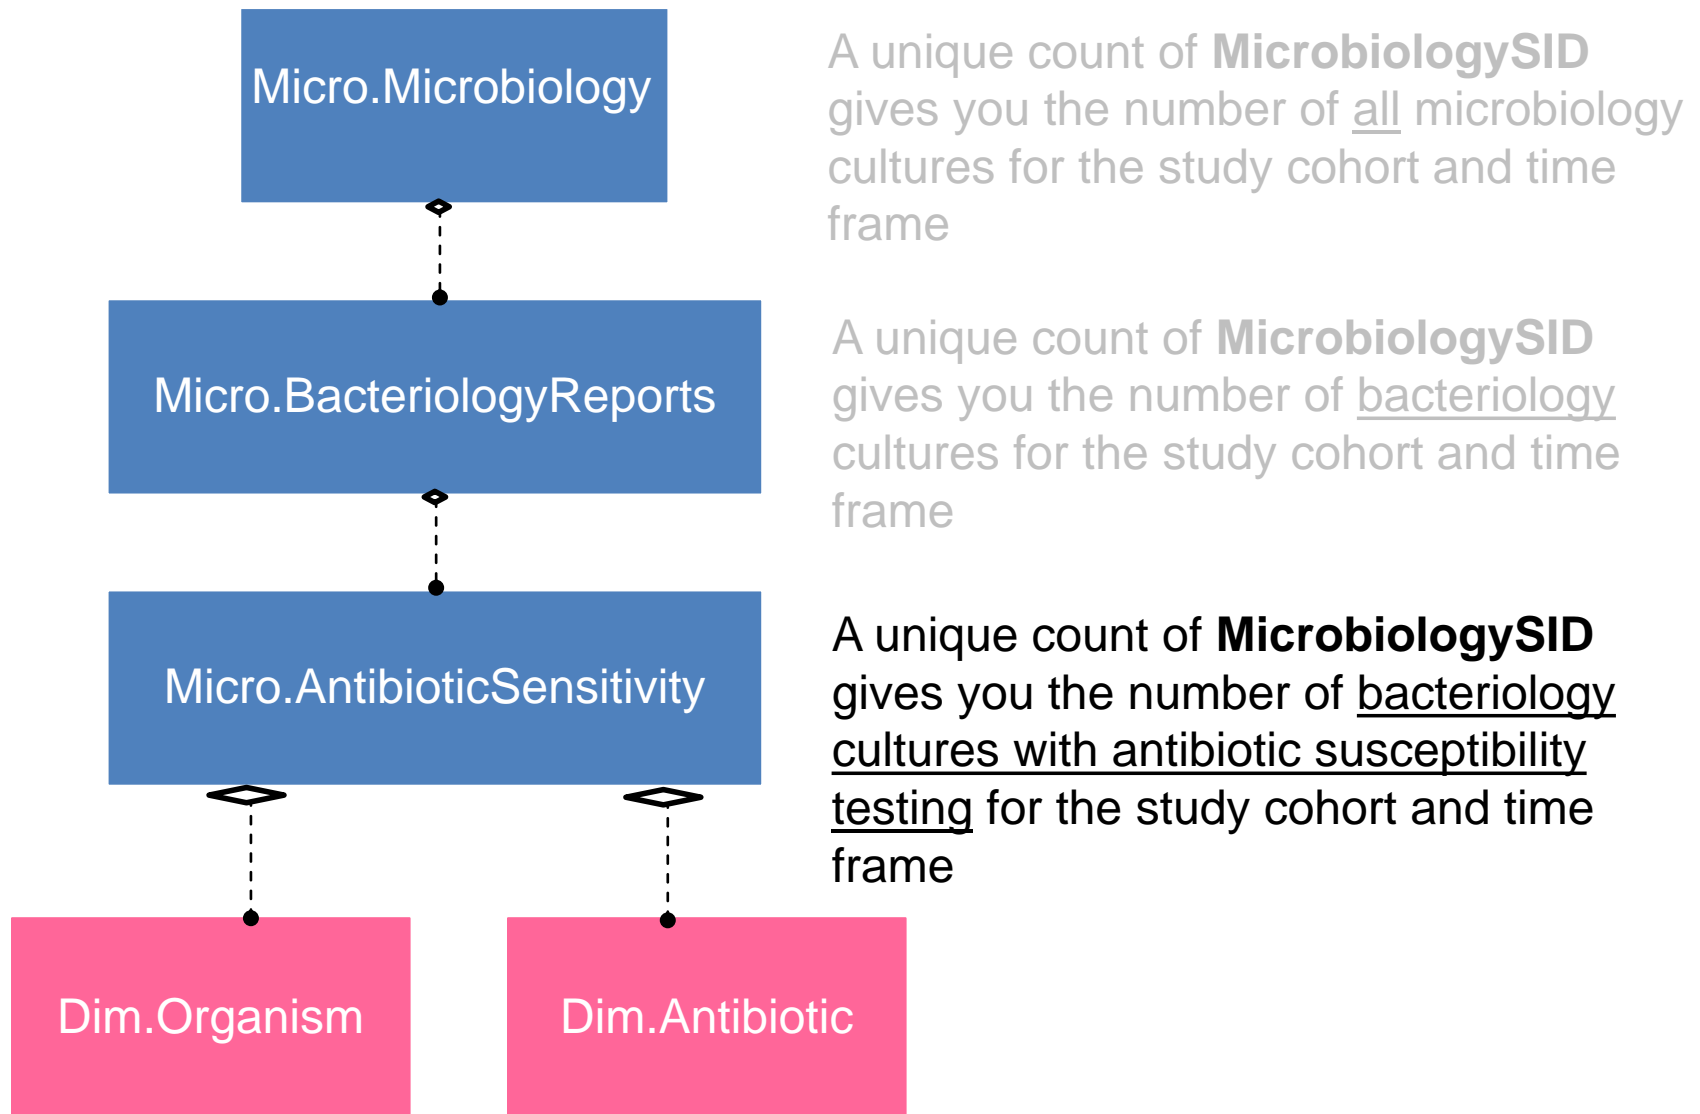 Micro.Microbiology
A unique count of MicrobiologySID
gives you the number of all microbiology
cultures for the study cohort and time
frame
Micro.BacteriologyReports
A unique count of MicrobiologySID
gives you the number of bacteriology
cultures for the study cohort and time
frame
Micro.AntibioticSensitivity
A unique count of MicrobiologySID
gives you the number of bacteriology
cultures with antibiotic susceptibility
testing for the study cohort and time
frame
Dim.Organism
Dim.Antibiotic